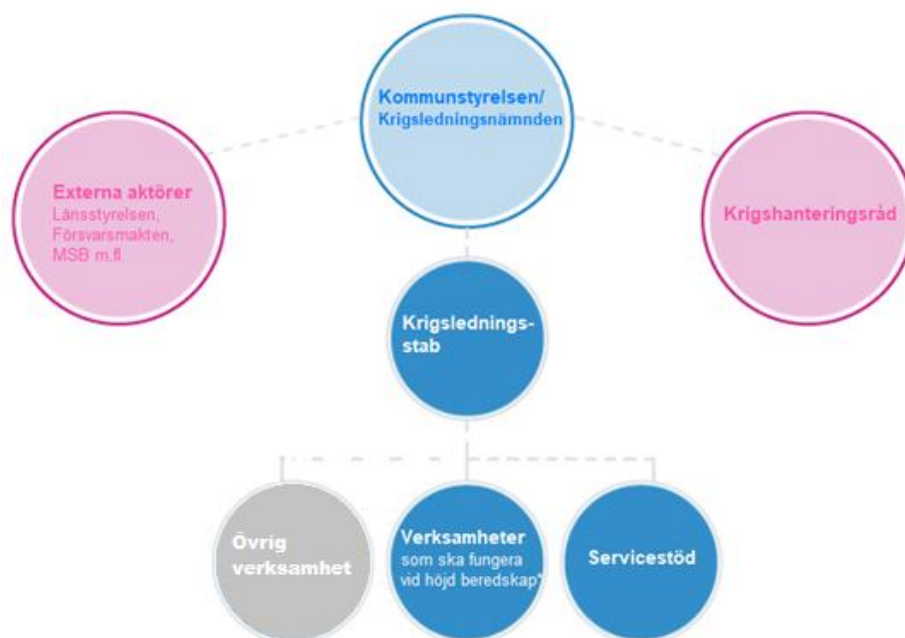 Kommunstyrelsen/
Krigsledningsnämnden
Externa aktörer
Länsstyrelsen,
Försvarsmakten,
MSB m.fl.
Krigshanteringsråd
Krigslednings-
stab
Övrig
verksamhet
Verksamheter
som ska fungera
vid höjd beredskap*
Servicestöd